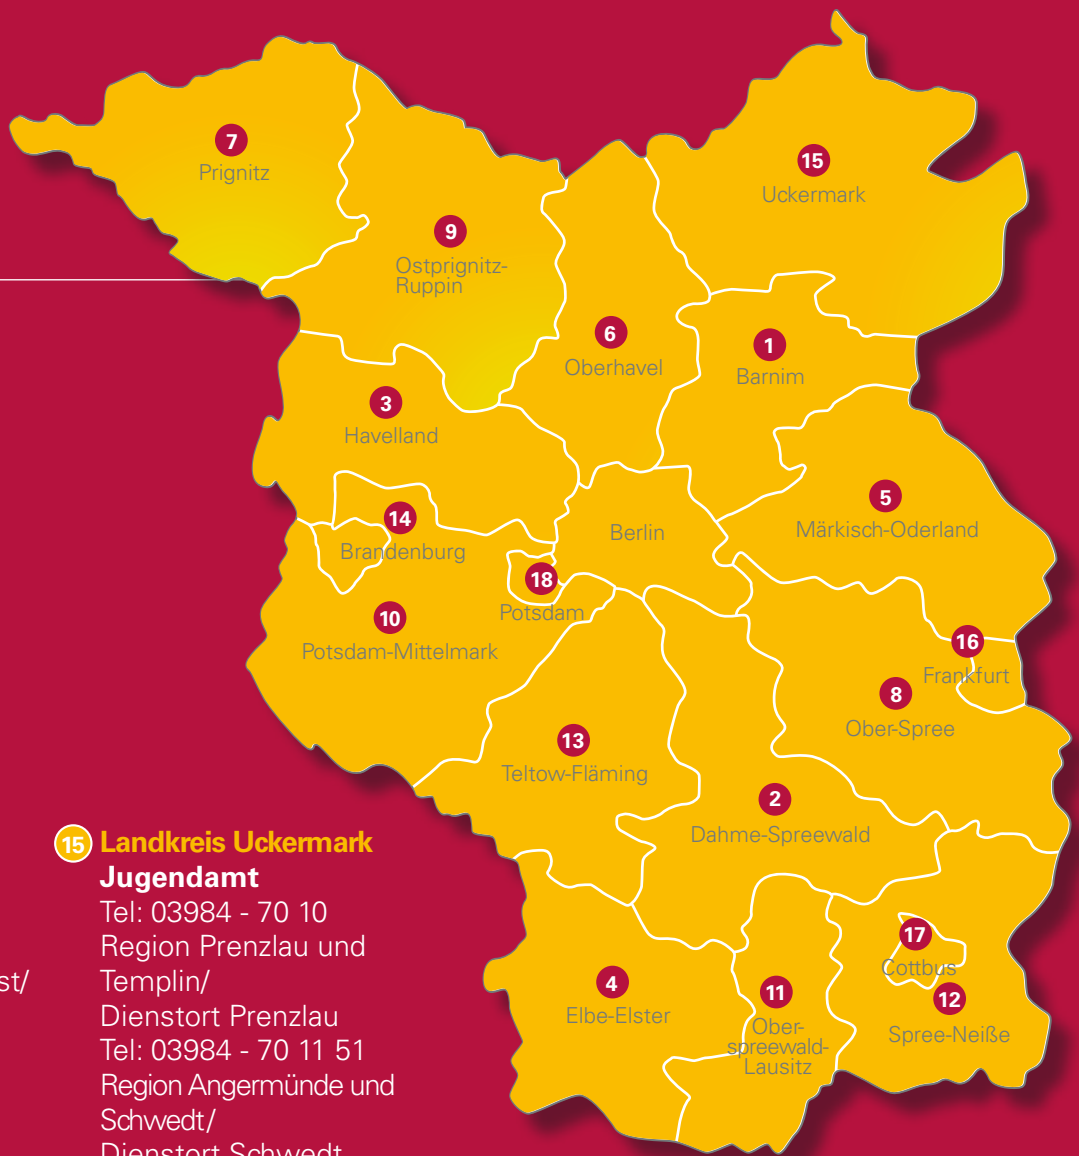 7
Prignitz
15
Uckermark
9
Ostprignitz-
Ruppin
6
Oberhavel
1
Barnim
3
Havelland
5
Märkisch-Oderland
14
Brandenburg
Berlin
18
Potsdam
10
Potsdam-Mittelmark
16
Frankfurt
8
Ober-Spree
13
Teltow-Fläming
2
Dahme-Spreewald
17
Cottbus
4
Elbe-Elster
11
Ober-
spreewald-
Lausitz
12
Spree-Neiße
st/
15 Landkreis Uckermark
Jugendamt
Tel: 03984 - 70 10
Region Prenzlau und
Templin/
Dienstort Prenzlau
Tel: 03984 - 70 11 51
Region Angermünde und
Schwedt/
Dienstort Schwedt